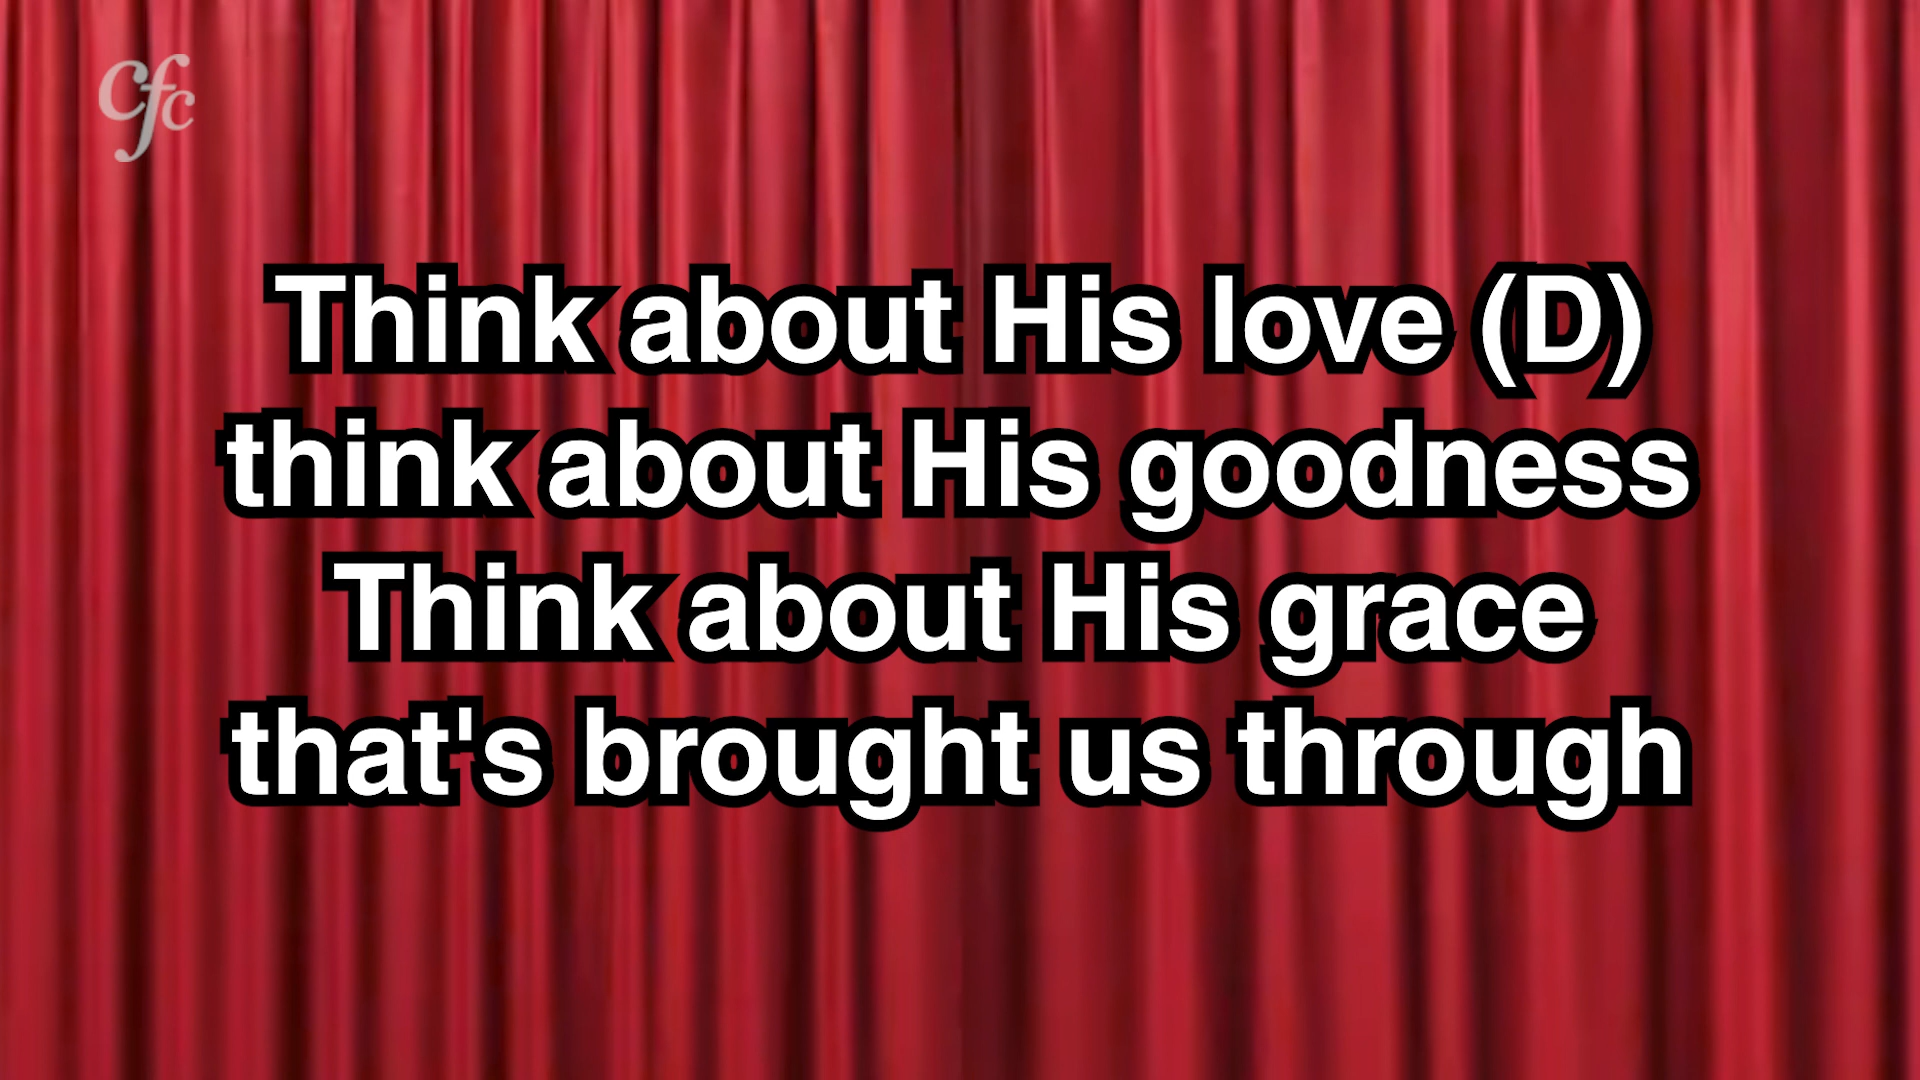 cfc
Think about His love (D)
think about His goodness
Think about His grace
that's brought us through